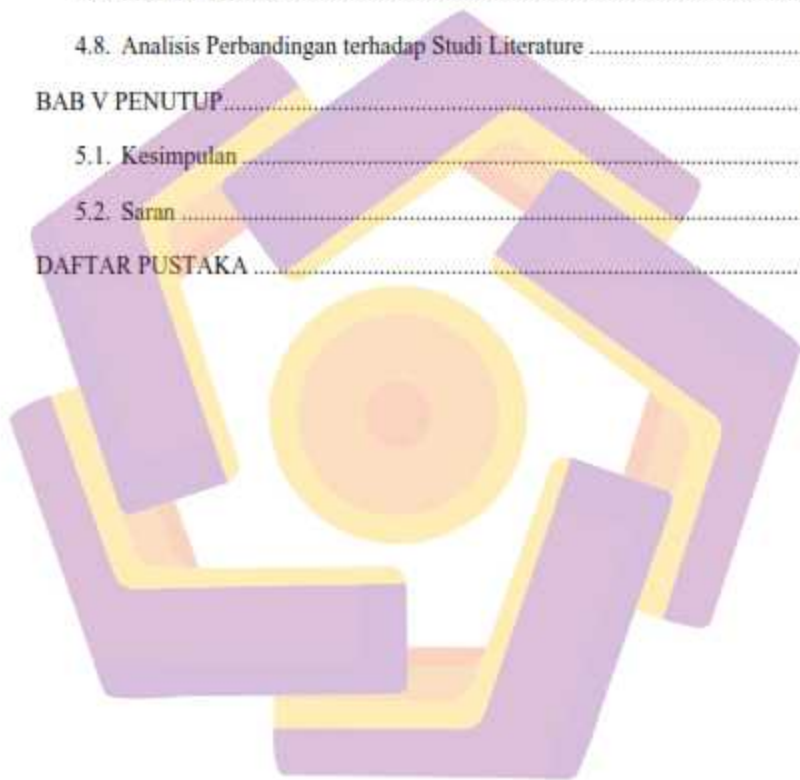 4.8. Analisis Perbandingan terhadap Studi Literature ....................................
BAB V PENUTUP....................................................................................................
5.1. Kesimpulan .................................................................................................
5.2. Saran ...........................................................................................................
DAFTAR PUSTAKA ...............................................................................................